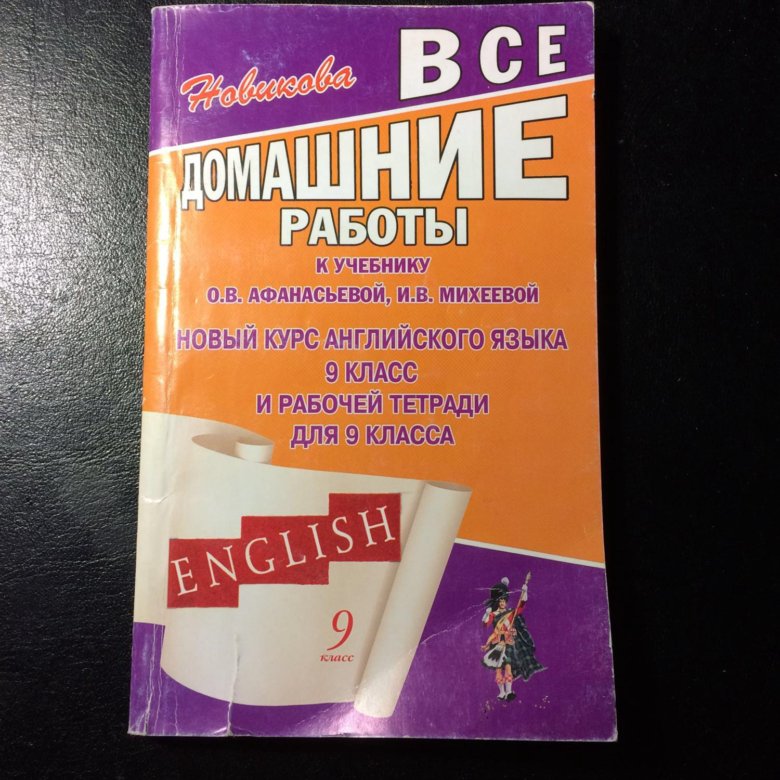 Новикова
ВСЕ
ДОМАШНИЕ
РАБОТЫ
К УЧЕБНИКУ
О.В. АФАНАСЬЕВОЙ, И.В. МИХЕЕВОЙ
НОВЫЙ КУРС АНГЛИЙСКОГО ЯЗЫКА
9 КЛАСС
И РАБОЧЕЙ ТЕТРАДИ
ДЛЯ 9 КЛАССА
ENGLISH
9
класс